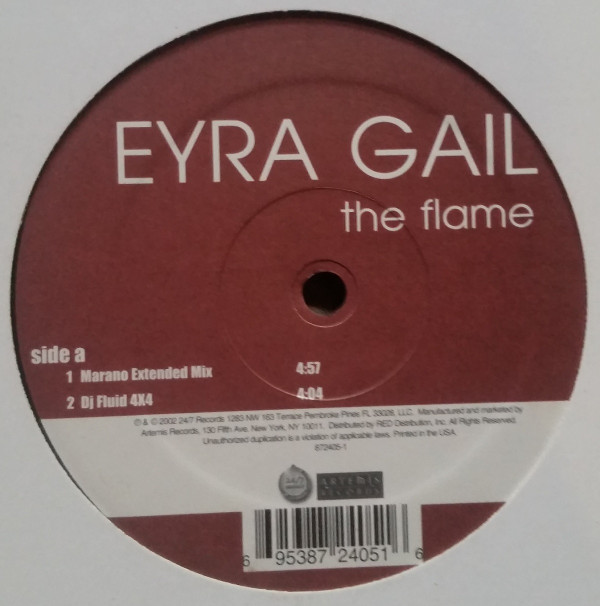 EYRA GAIL
the flame
side a
1 Marano Extended Mix 4:57
2 Dj Fluid 4X4 4:04
℗ & © 2002 24/7 Records 1283 NW 163 Terrace Pembroke Pines FL 33028, LLC. Manufactured and marketed by
Artemis Records, 130 Fifth Ave, New York, NY 10011. Distributed by RED Distribution, Inc. All Rights Reserved.
Unauthorized duplication is a violation of applicable laws. Printed in the USA.
672405-1
24/7
ARTEMIS
RECORDS
6 95387 24051 6